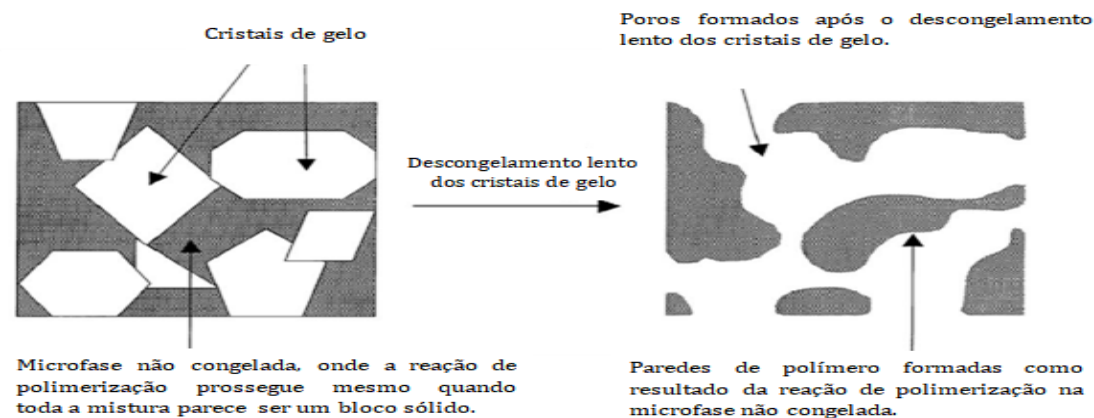 Cristais de gelo
Poros formados após o descongelamento
lento dos cristais de gelo.
Descongelamento lento
dos cristais de gelo
Microfase não congelada, onde a reação de
polimerização prossegue mesmo quando
toda a mistura parece ser um bloco sólido.
Paredes de polímero formadas como
resultado da reação de polimerização na
microfase não congelada.